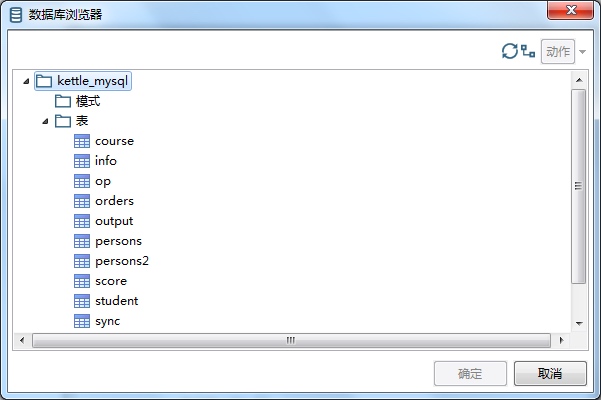 数据库浏览器
动作
kettle_mysql
模式
表
course
info
op
orders
output
persons
persons2
score
student
sync
确定 取消